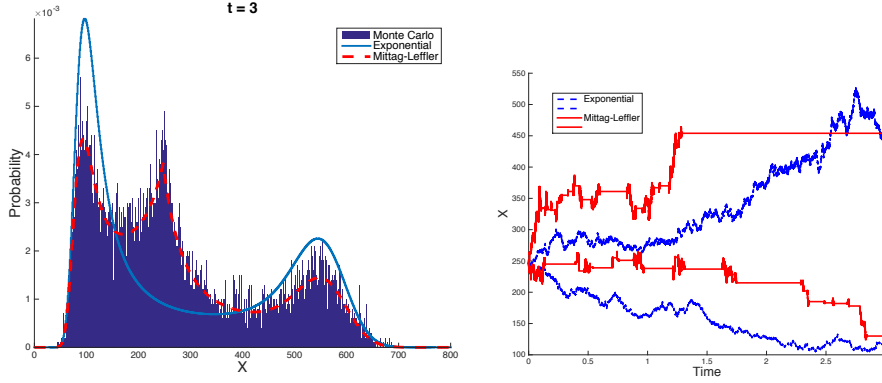 t = 3
×10⁻³
Probability
6
5
4
3
2
1
0
0 100 200 300 400 500 600 700 800
X
Monte Carlo
Exponential
Mittag-Leffler
X
550
500
450
400
350
300
250
200
150
100
0 0.5 1 1.5 2 2.5
Time
Exponential
Mittag-Leffler